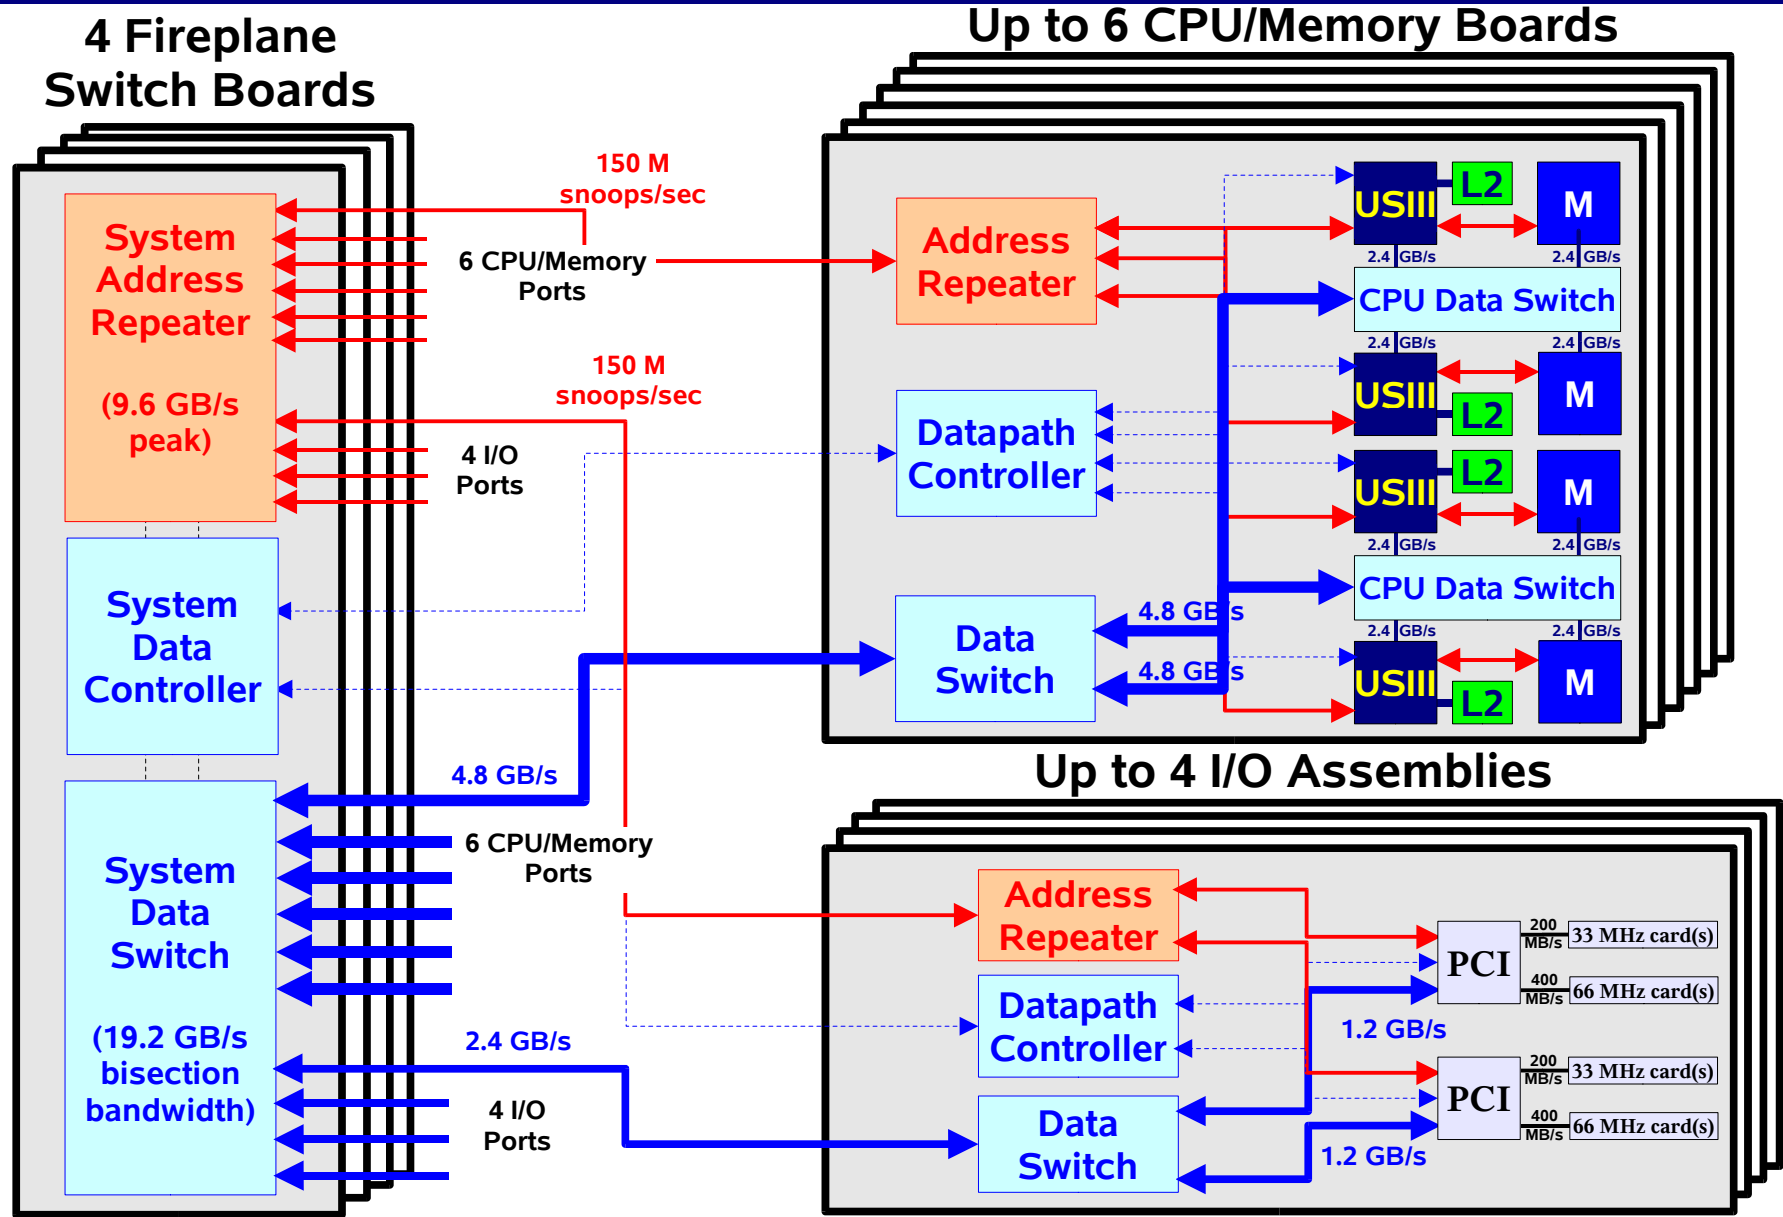 4 Fireplane
Switch Boards
System
Address
Repeater
(9.6 GB/s
peak)
System
Data
Controller
System
Data
Switch
(19.2 GB/s
bisection
bandwidth)
150 M
snoops/sec
6 CPU/Memory
Ports
150 M
snoops/sec
4 I/O
Ports
4.8 GB/s
6 CPU/Memory
Ports
2.4 GB/s
4 I/O
Ports
Up to 6 CPU/Memory Boards
Address
Repeater
Datapath
Controller
Data
Switch
4.8 GB/s
4.8 GB/s
USIII
L2
M
2.4 GB/s
2.4 GB/s
CPU Data Switch
2.4 GB/s
2.4 GB/s
USIII
L2
M
USIII
L2
M
2.4 GB/s
2.4 GB/s
CPU Data Switch
2.4 GB/s
2.4 GB/s
USIII
L2
M
Up to 4 I/O Assemblies
Address
Repeater
Datapath
Controller
Data
Switch
PCI
200
MB/s
33 MHz card(s)
400
MB/s
66 MHz card(s)
1.2 GB/s
PCI
200
MB/s
33 MHz card(s)
400
MB/s
66 MHz card(s)
1.2 GB/s